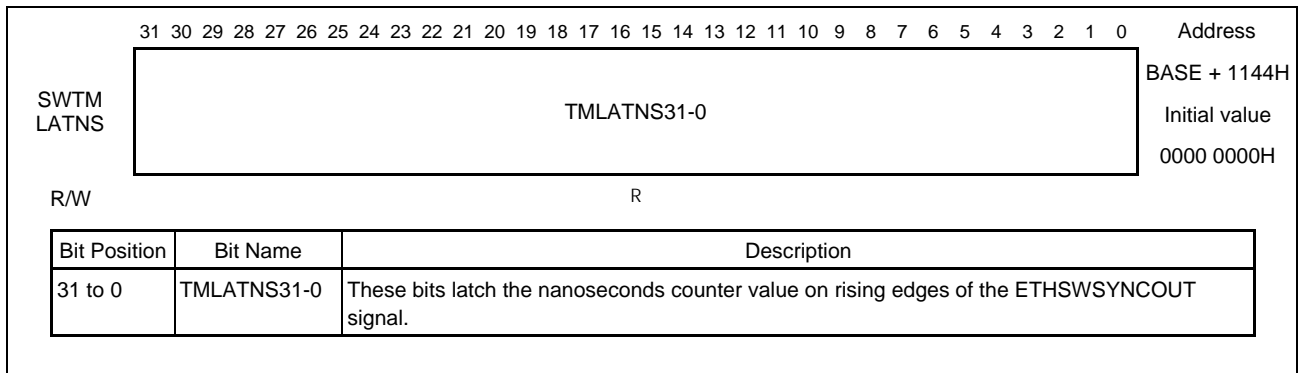 31 30 29 28 27 26 25 24 23 22 21 20 19 18 17 16 15 14 13 12 11 10 9 8 7 6 5 4 3 2 1 0 Address
BASE + 1144H
SWTM
LATNS
TMLATNS31-0
Initial value
0000 0000H
R/W R
Bit Position Bit Name Description
31 to 0 TMLATNS31-0 These bits latch the nanoseconds counter value on rising edges of the ETHSWSYNCOUT
signal.